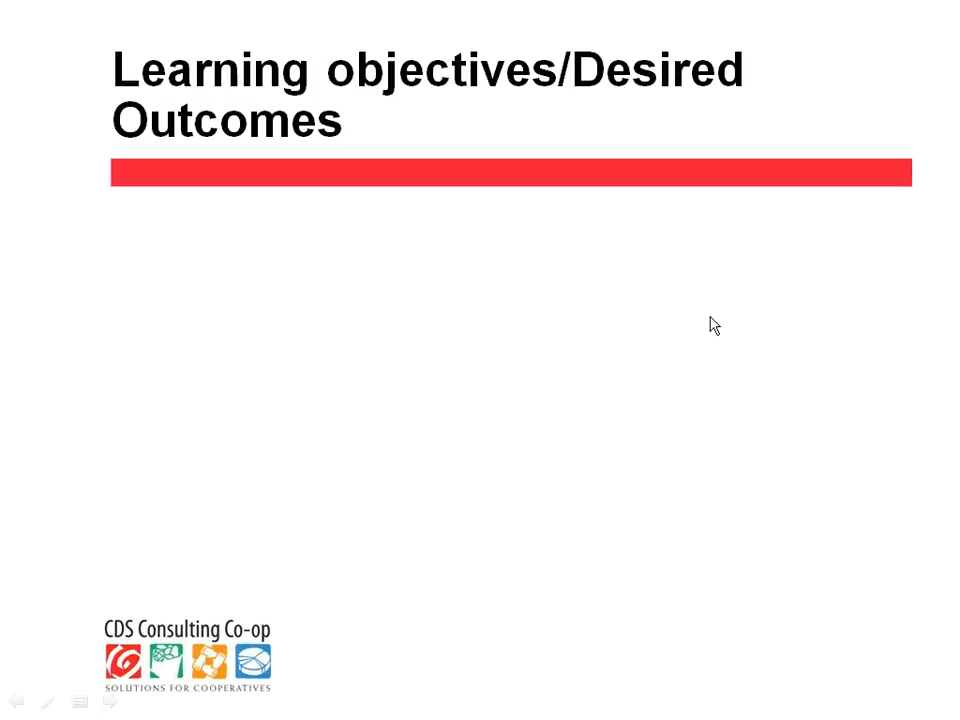 Learning objectives/Desired
Outcomes
CDS Consulting Co-op
SOLUTIONS FOR COOPERATIVES